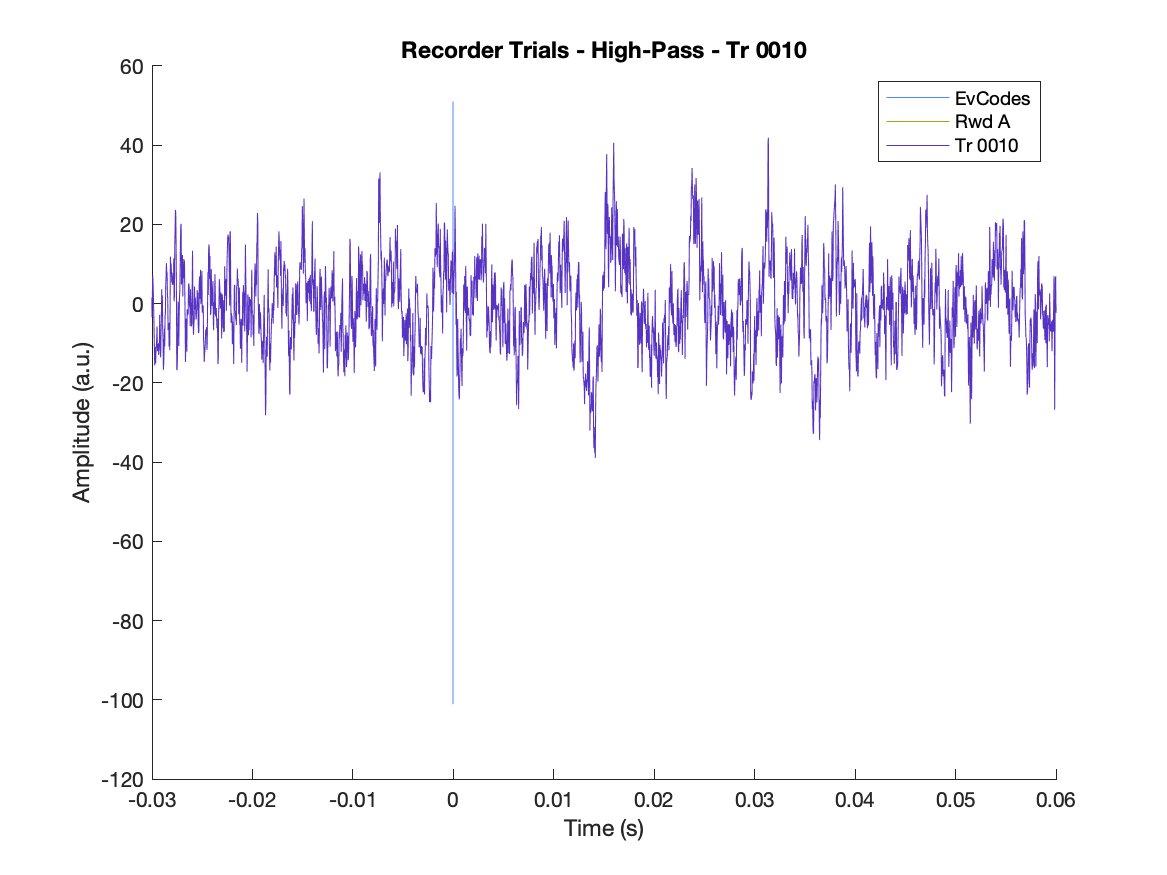 Recorder Trials - High-Pass - Tr 0010
60
40
20
0
-20
-40
-60
-80
-100
-120
Amplitude (a.u.)
EvCodes
Rwd A
Tr 0010
-0.03 -0.02 -0.01 0 0.01 0.02 0.03 0.04 0.05 0.06
Time (s)